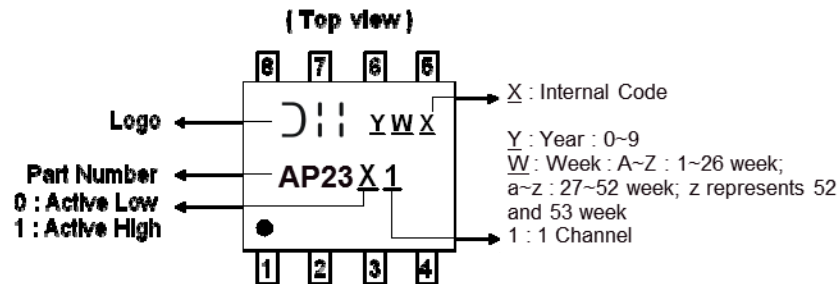 ( Top view )
8 7 6 5
Logo
Y W X
X : Internal Code
Y : Year : 0~9
W : Week : A~Z : 1~26 week;
a~z : 27~52 week; z represents 52
and 53 week
Part Number
AP23 X 1
0 : Active Low
1 : Active High
1 : 1 Channel
1 2 3 4